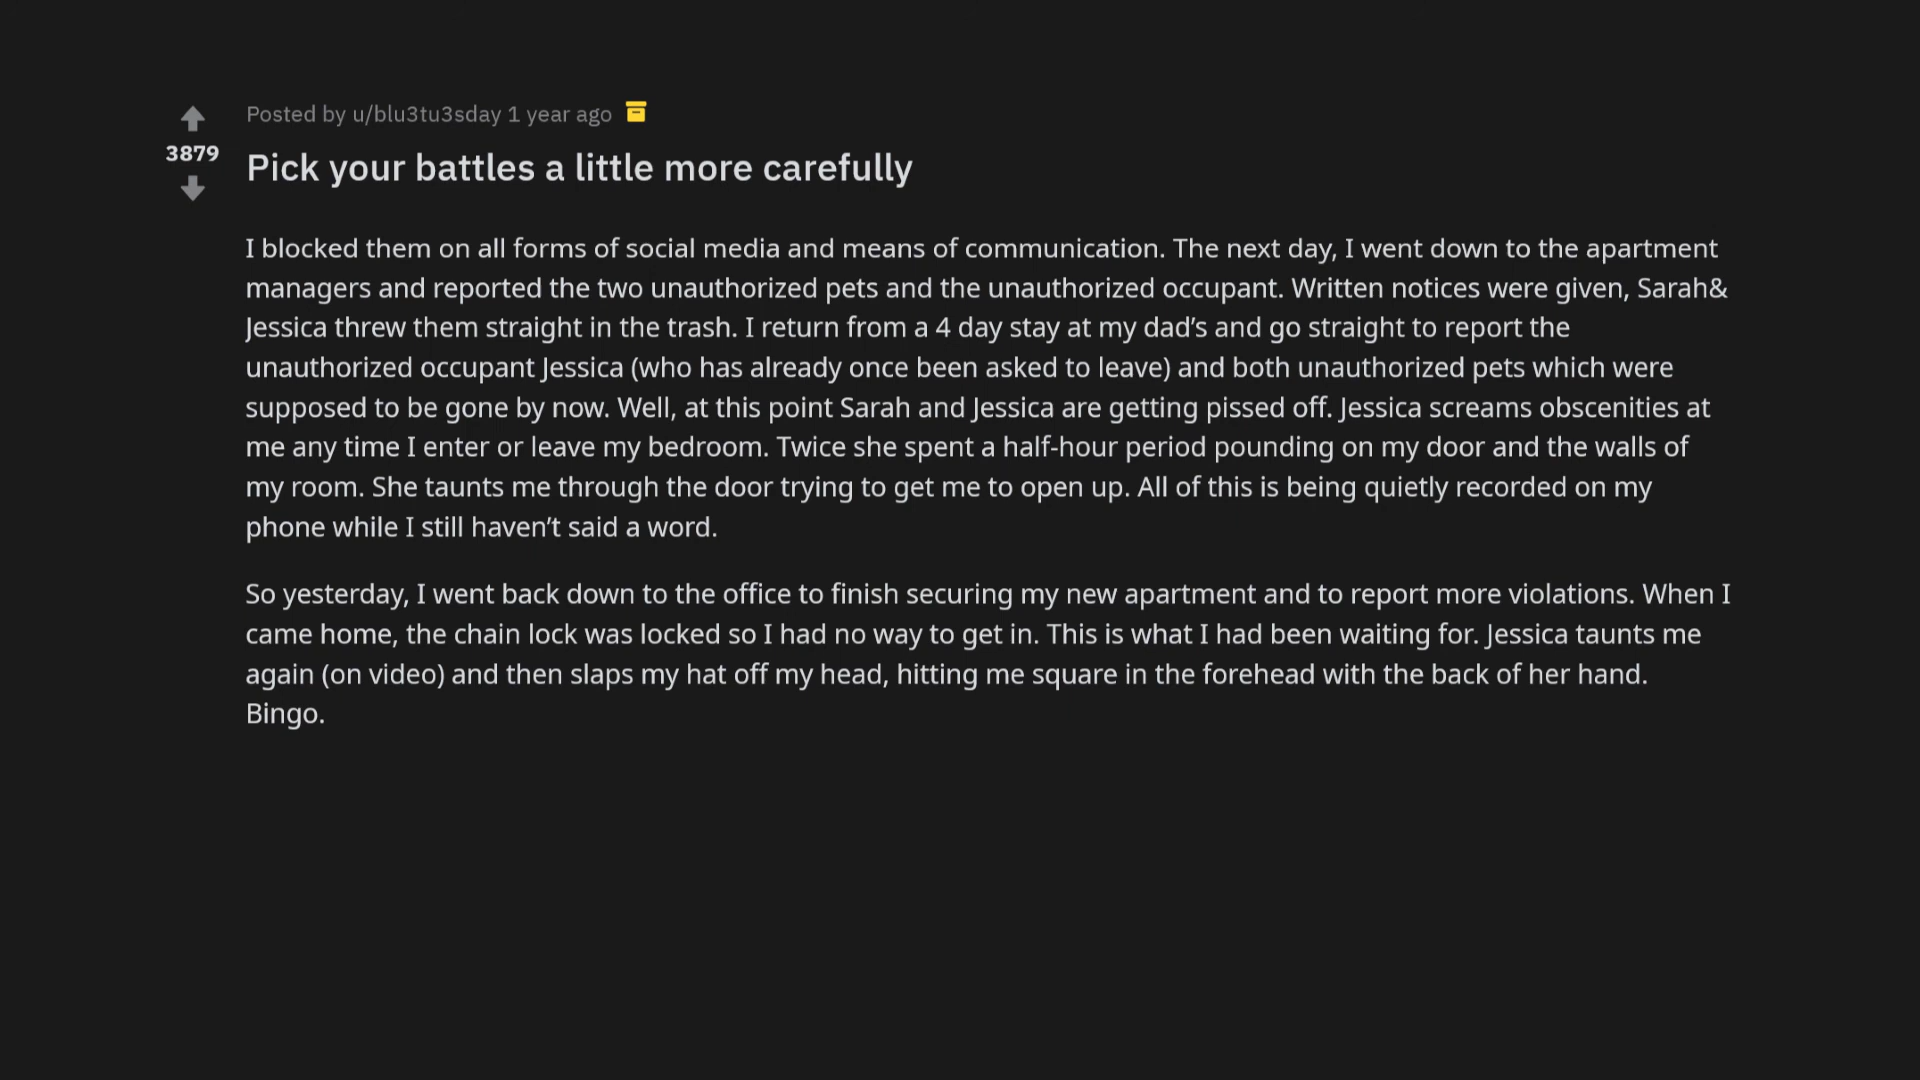 Posted by u/blu3tu3sday 1 year ago
3879
Pick your battles a little more carefully
I blocked them on all forms of social media and means of communication. The next day, I went down to the apartment
managers and reported the two unauthorized pets and the unauthorized occupant. Written notices were given, Sarah&
Jessica threw them straight in the trash. I return from a 4 day stay at my dad’s and go straight to report the
unauthorized occupant Jessica (who has already once been asked to leave) and both unauthorized pets which were
supposed to be gone by now. Well, at this point Sarah and Jessica are getting pissed off. Jessica screams obscenities at
me any time I enter or leave my bedroom. Twice she spent a half-hour period pounding on my door and the walls of
my room. She taunts me through the door trying to get me to open up. All of this is being quietly recorded on my
phone while I still haven’t said a word.
So yesterday, I went back down to the office to finish securing my new apartment and to report more violations. When I
came home, the chain lock was locked so I had no way to get in. This is what I had been waiting for. Jessica taunts me
again (on video) and then slaps my hat off my head, hitting me square in the forehead with the back of her hand.
Bingo.